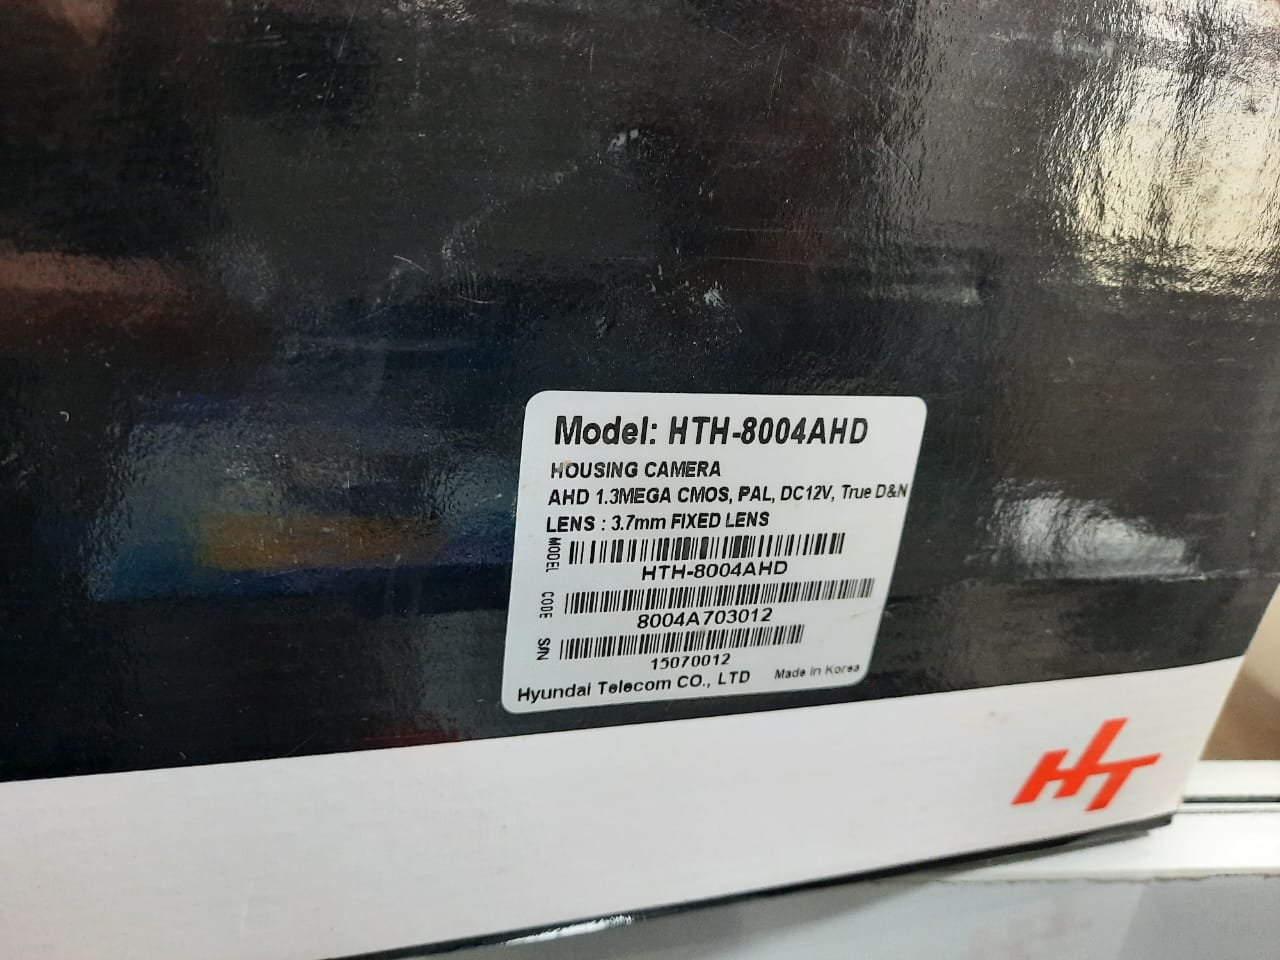 Model: HTH-8004AHD
HOUSING CAMERA
AHD 1.3MEGA CMOS, PAL, DC12V, True D&N
LENS : 3.7mm FIXED LENS
MODEL
HTH-8004AHD
CODE
8004A703012
S/N
15070012
Hyundai Telecom CO., LTD Made in Korea
HT